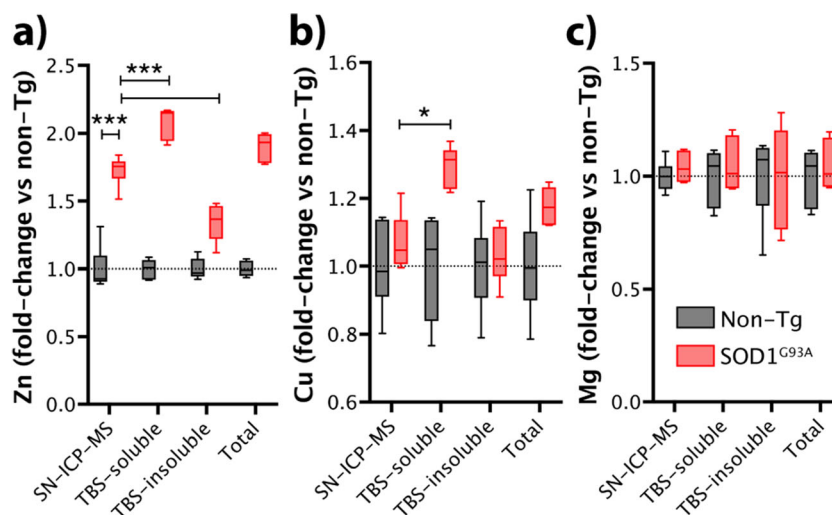 a)
Zn (fold-change vs non-Tg)
2.5
2.0
1.5
1.0
0.5
0.0
***
***
SN-ICP-MS
TBS-soluble
TBS-insoluble
Total
b)
Cu (fold-change vs non-Tg)
1.6
1.4
1.2
1.0
0.8
0.6
*
SN-ICP-MS
TBS-soluble
TBS-insoluble
Total
c)
Mg (fold-change vs non-Tg)
1.5
1.0
0.5
0.0
Non-Tg
SOD1ᴳ⁹³ᴬ
SN-ICP-MS
TBS-soluble
TBS-insoluble
Total